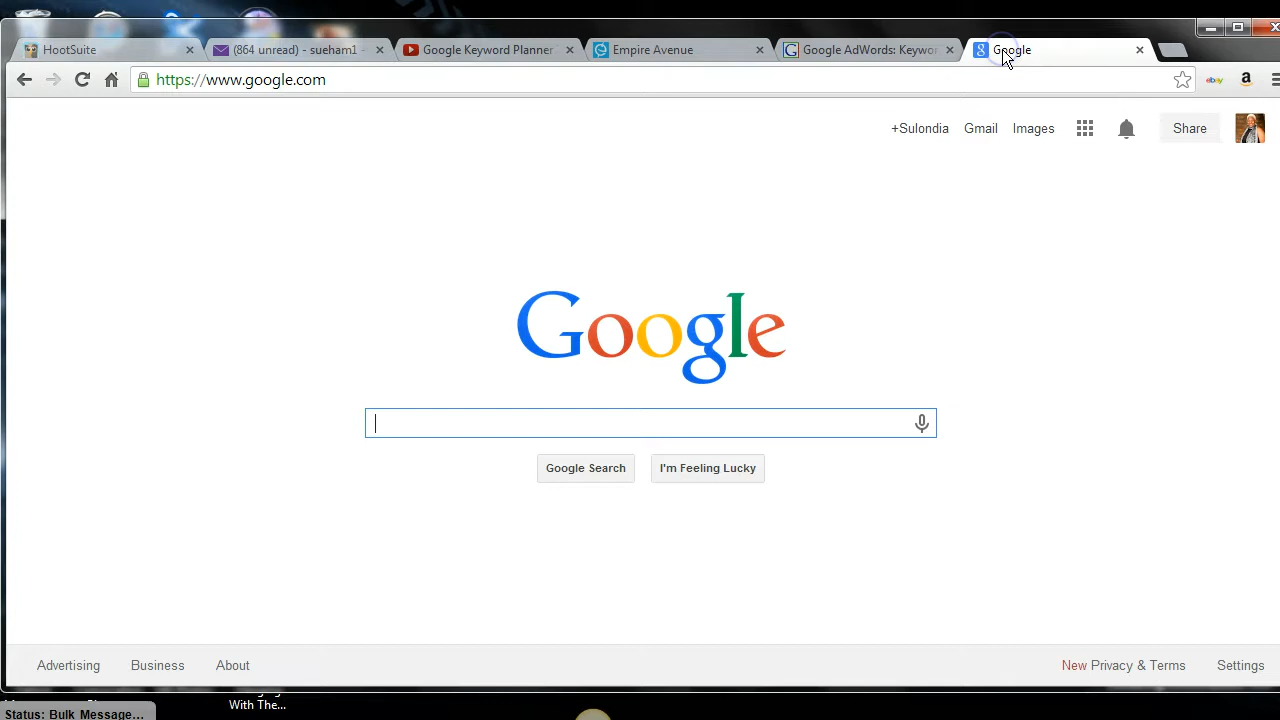 HootSuite
(864 unread) - sueham1 -
Google Keyword Planner
Empire Avenue
Google AdWords: Keywor
Google
https://www.google.com
ebay
a
+Sulondia
Gmail
Images
Share
Google
Google Search
I'm Feeling Lucky
Advertising
Business
About
New Privacy & Terms
Settings
With The...
Status: Bulk Message...